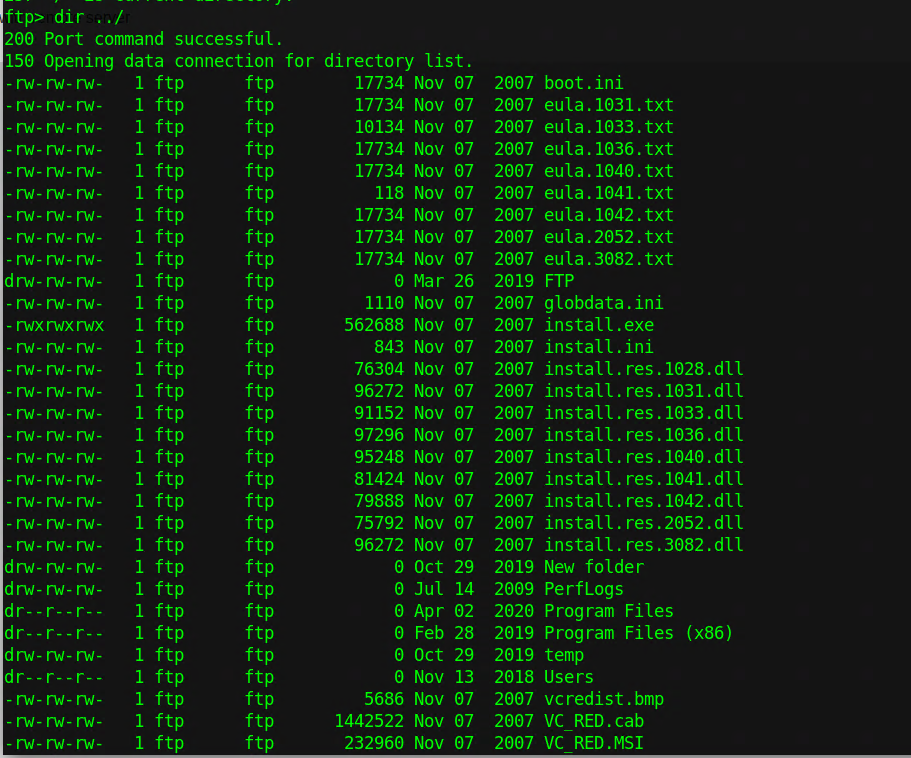 ftp> dir ../
200 Port command successful.
150 Opening data connection for directory list.
-rw-rw-rw-   1 ftp      ftp        17734 Nov 07  2007 boot.ini
-rw-rw-rw-   1 ftp      ftp        17734 Nov 07  2007 eula.1031.txt
-rw-rw-rw-   1 ftp      ftp        10134 Nov 07  2007 eula.1033.txt
-rw-rw-rw-   1 ftp      ftp        17734 Nov 07  2007 eula.1036.txt
-rw-rw-rw-   1 ftp      ftp        17734 Nov 07  2007 eula.1040.txt
-rw-rw-rw-   1 ftp      ftp          118 Nov 07  2007 eula.1041.txt
-rw-rw-rw-   1 ftp      ftp        17734 Nov 07  2007 eula.1042.txt
-rw-rw-rw-   1 ftp      ftp        17734 Nov 07  2007 eula.2052.txt
-rw-rw-rw-   1 ftp      ftp        17734 Nov 07  2007 eula.3082.txt
drw-rw-rw-   1 ftp      ftp            0 Mar 26  2019 FTP
-rw-rw-rw-   1 ftp      ftp         1110 Nov 07  2007 globdata.ini
-rwxrwxrwx   1 ftp      ftp       562688 Nov 07  2007 install.exe
-rw-rw-rw-   1 ftp      ftp          843 Nov 07  2007 install.ini
-rw-rw-rw-   1 ftp      ftp        76304 Nov 07  2007 install.res.1028.dll
-rw-rw-rw-   1 ftp      ftp        96272 Nov 07  2007 install.res.1031.dll
-rw-rw-rw-   1 ftp      ftp        91152 Nov 07  2007 install.res.1033.dll
-rw-rw-rw-   1 ftp      ftp        97296 Nov 07  2007 install.res.1036.dll
-rw-rw-rw-   1 ftp      ftp        95248 Nov 07  2007 install.res.1040.dll
-rw-rw-rw-   1 ftp      ftp        81424 Nov 07  2007 install.res.1041.dll
-rw-rw-rw-   1 ftp      ftp        79888 Nov 07  2007 install.res.1042.dll
-rw-rw-rw-   1 ftp      ftp        75792 Nov 07  2007 install.res.2052.dll
-rw-rw-rw-   1 ftp      ftp        96272 Nov 07  2007 install.res.3082.dll
drw-rw-rw-   1 ftp      ftp            0 Oct 29  2019 New folder
drw-rw-rw-   1 ftp      ftp            0 Jul 14  2009 PerfLogs
dr--r--r--   1 ftp      ftp            0 Apr 02  2020 Program Files
dr--r--r--   1 ftp      ftp            0 Feb 28  2019 Program Files (x86)
drw-rw-rw-   1 ftp      ftp            0 Oct 29  2019 temp
dr--r--r--   1 ftp      ftp            0 Nov 13  2018 Users
-rw-rw-rw-   1 ftp      ftp         5686 Nov 07  2007 vcredist.bmp
-rw-rw-rw-   1 ftp      ftp      1442522 Nov 07  2007 VC_RED.cab
-rw-rw-rw-   1 ftp      ftp       232960 Nov 07  2007 VC_RED.MSI